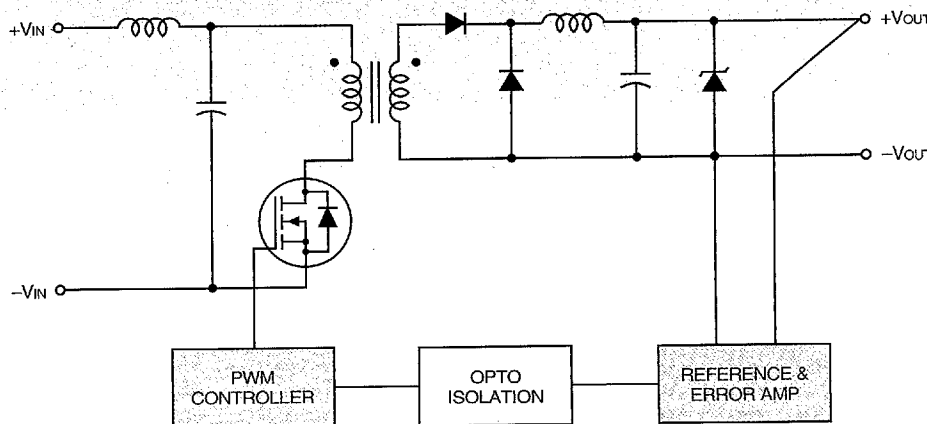 +VIN
+VOUT
−VOUT
−VIN
PWM
CONTROLLER
OPTO
ISOLATION
REFERENCE &
ERROR AMP